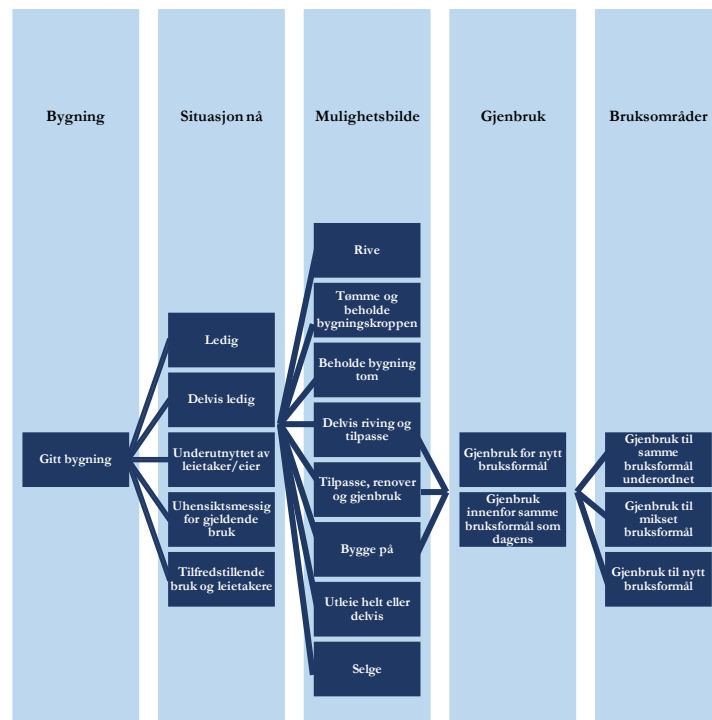 Bygning
Situasjon nå
Mulighetsbilde
Gjenbruk
Bruksområder
Gitt bygning
Ledig
Delvis ledig
Underutnyttet av
leietaker/eier
Uhensiktsmessig
for gjeldende
bruk
Tilfredstillende
bruk og leietakere
Rive
Tømme og
beholde
bygningskroppen
Beholde bygning
tom
Delvis riving og
tilpasse
Tilpasse, renover
og gjenbruk
Bygge på
Utleie helt eller
delvis
Selge
Gjenbruk for nytt
bruksformål
Gjenbruk
innenfor samme
bruksformål som
dagens
Gjenbruk til
samme
bruksformål
underordnet
Gjenbruk til
mikset
bruksformål
Gjenbruk til nytt
bruksformål